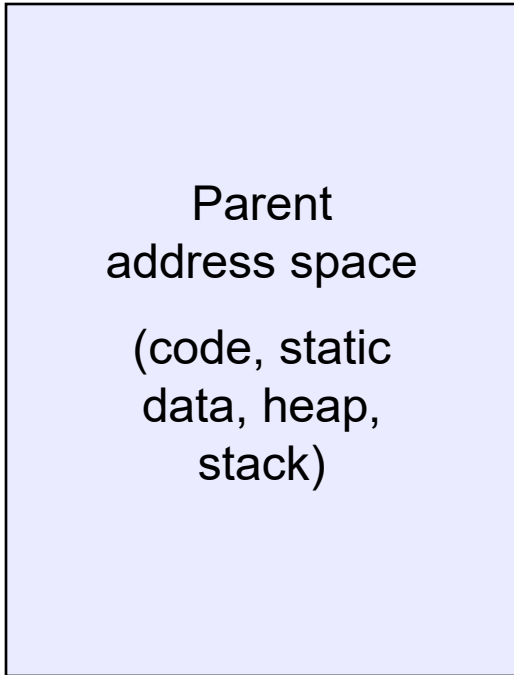 Parent
address space
(code, static
data, heap,
stack)